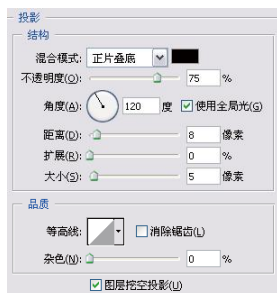 投影
结构
混合模式: 正片叠底
不透明度(O): 75 %
角度(A): 120 度 使用全局光(G)
距离(D): 8 像素
扩展(R): 0 %
大小(S): 5 像素
品质
等高线: 消除锯齿(L)
杂色(N): 0 %
图层挖空投影(U)